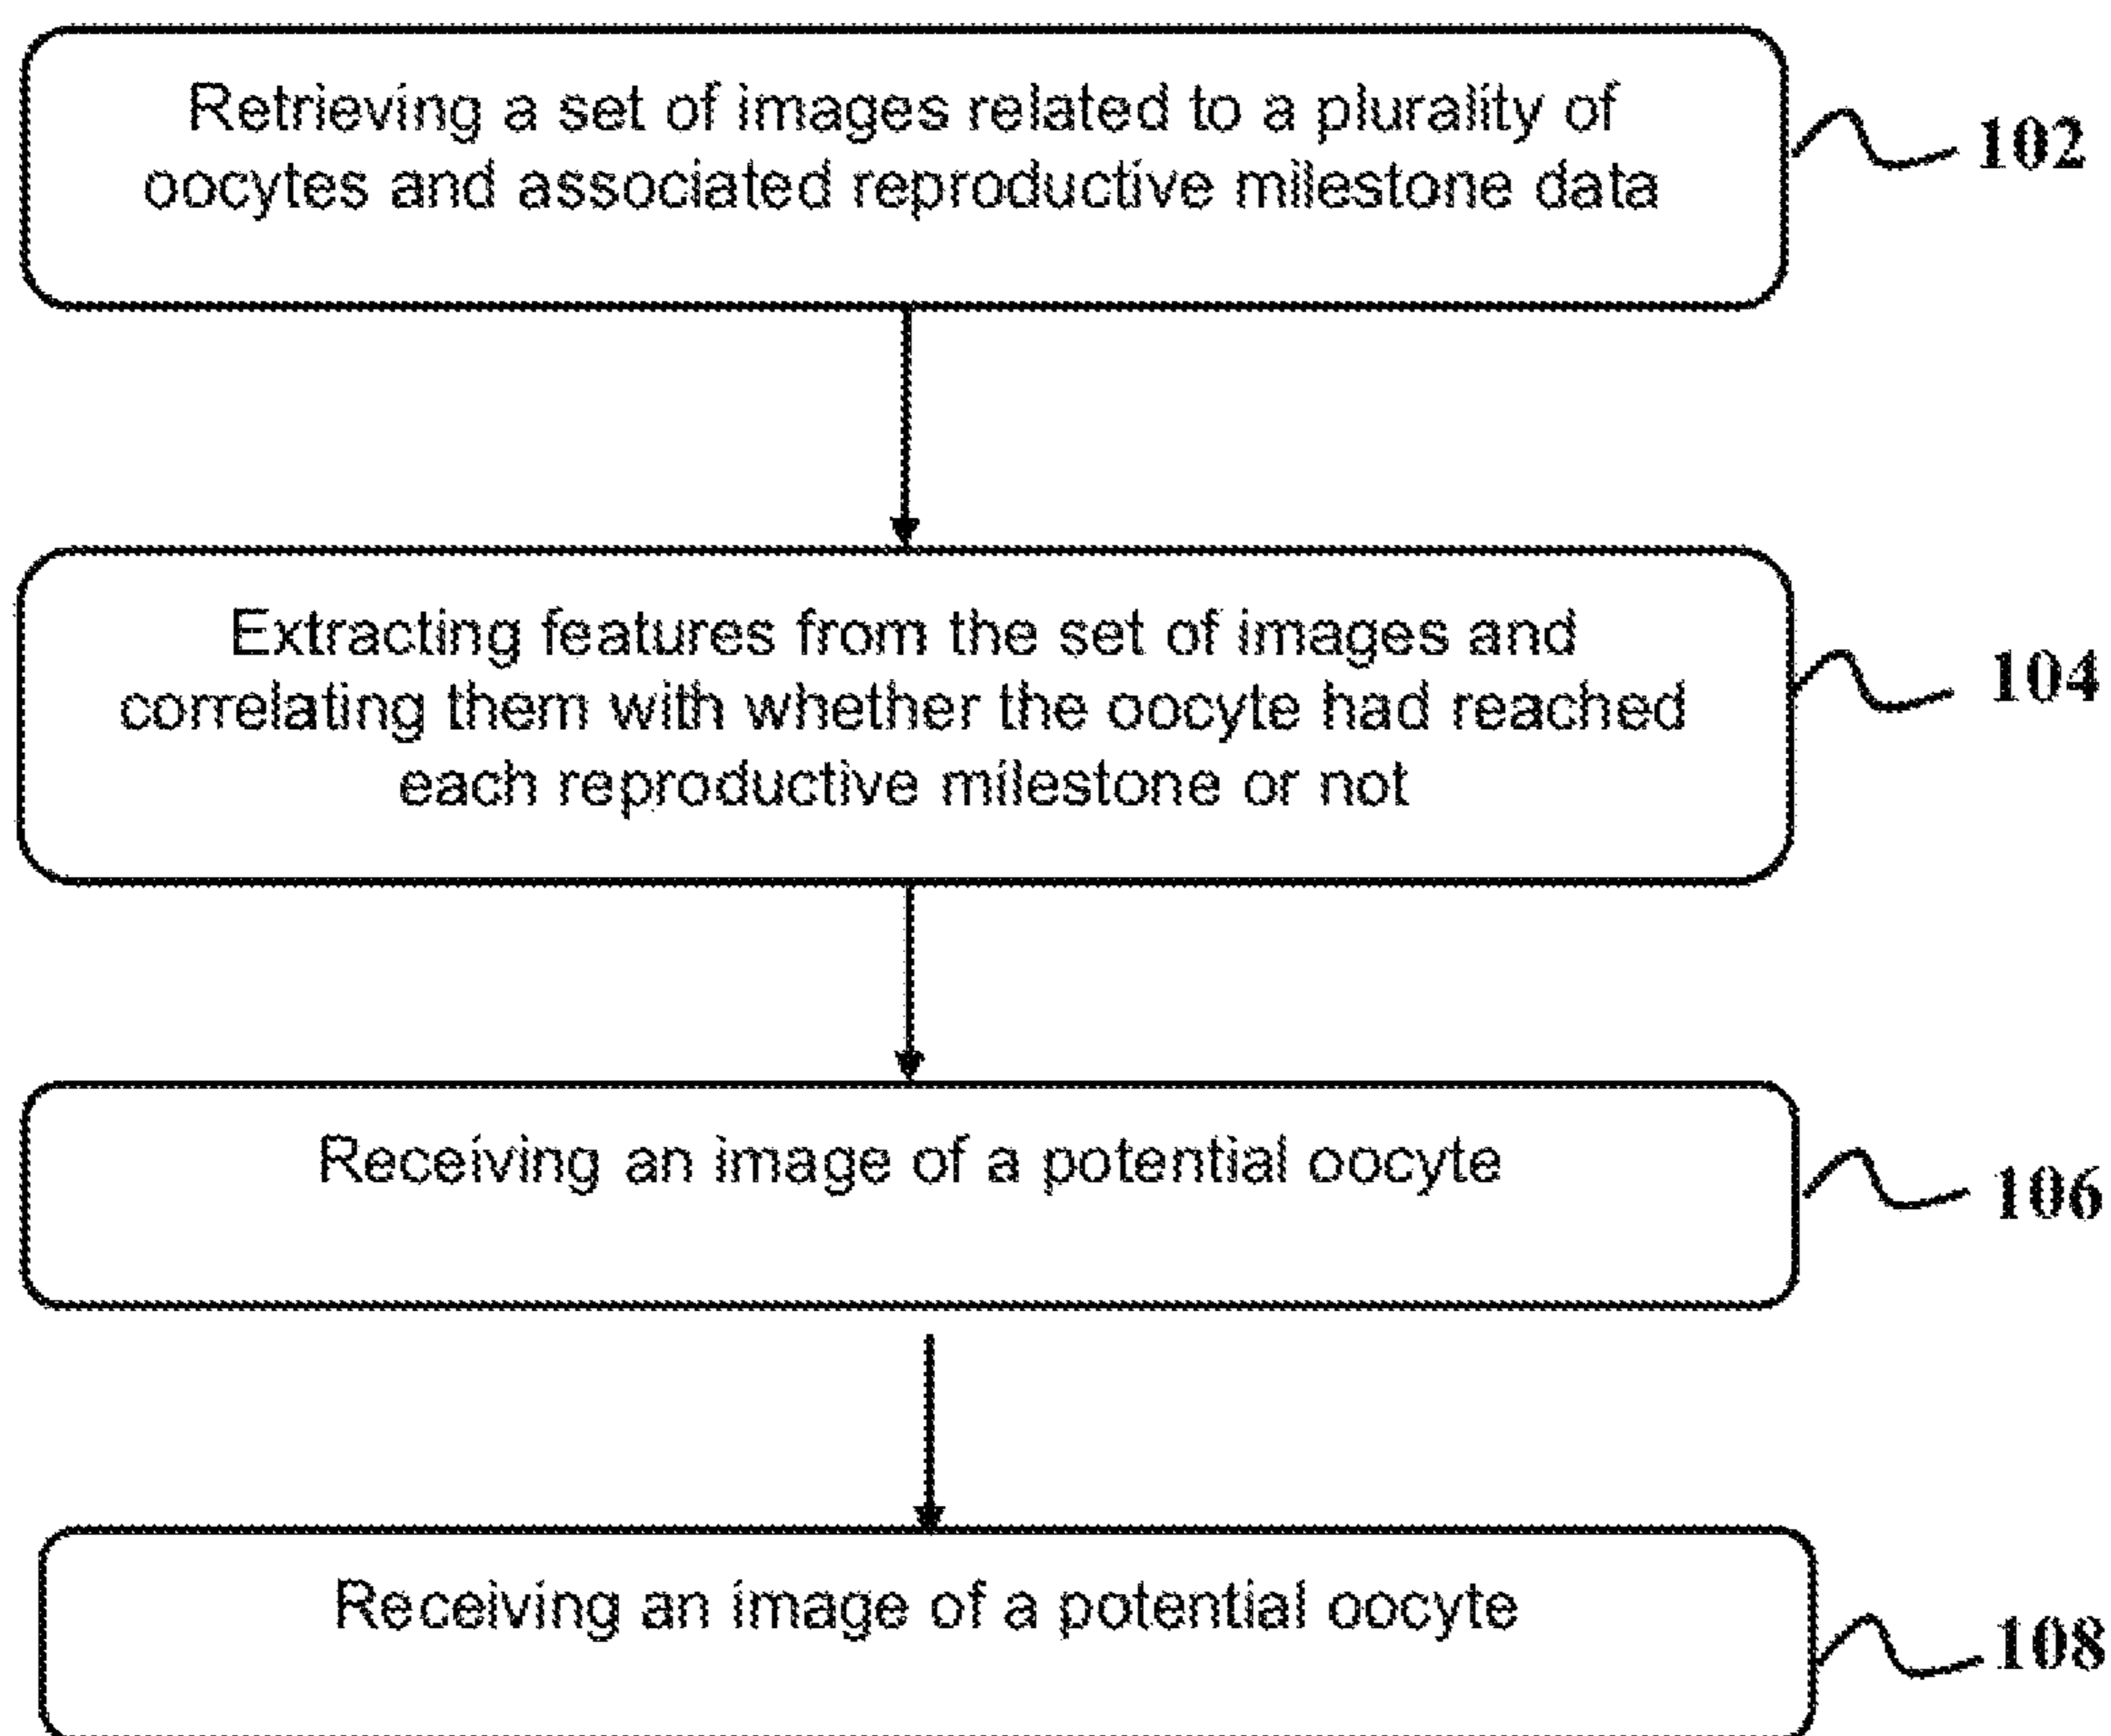 Retrieving a set of images related to a plurality of
oocytes and associated reproductive milestone data
102
Extracting features from the set of images and
correlating them with whether the oocyte had reached
each reproductive milestone or not
104
Receiving an image of a potential oocyte
106
Receiving an image of a potential oocyte
108